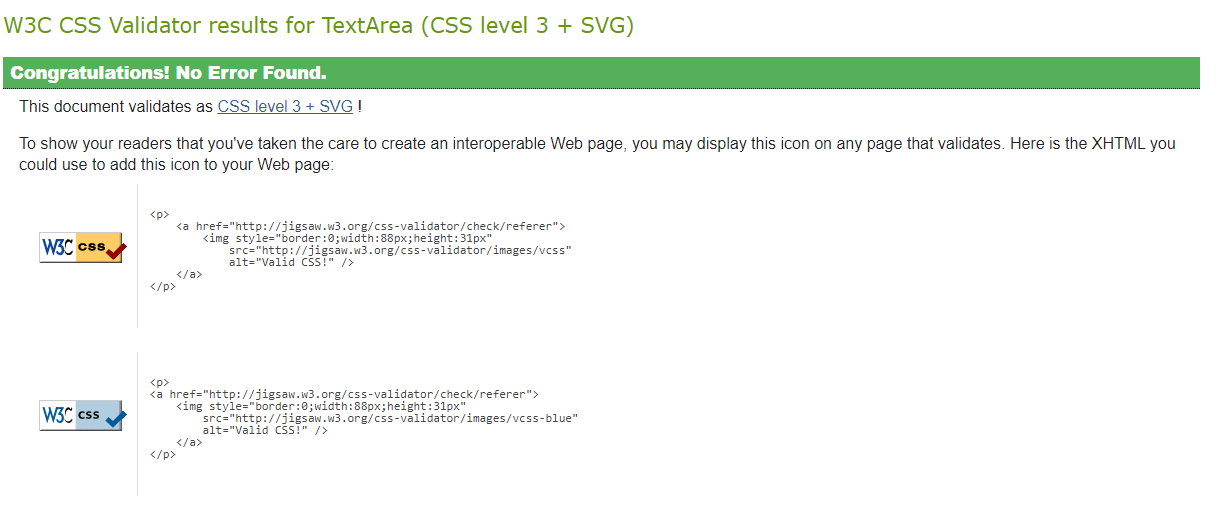 W3C CSS Validator results for TextArea (CSS level 3 + SVG)
Congratulations! No Error Found.
This document validates as CSS level 3 + SVG !
To show your readers that you've taken the care to create an interoperable Web page, you may display this icon on any page that validates. Here is the XHTML you
could use to add this icon to your Web page:
W3C css
<p>
<a href="http://jigsaw.w3.org/css-validator/check/referer">
<img style="border:0;width:88px;height:31px"
src="http://jigsaw.w3.org/css-validator/images/vcss"
alt="Valid CSS!" />
</a>
</p>
W3C css
<p>
<a href="http://jigsaw.w3.org/css-validator/check/referer">
<img style="border:0;width:88px;height:31px"
src="http://jigsaw.w3.org/css-validator/images/vcss-blue"
alt="Valid CSS!" />
</a>
</p>